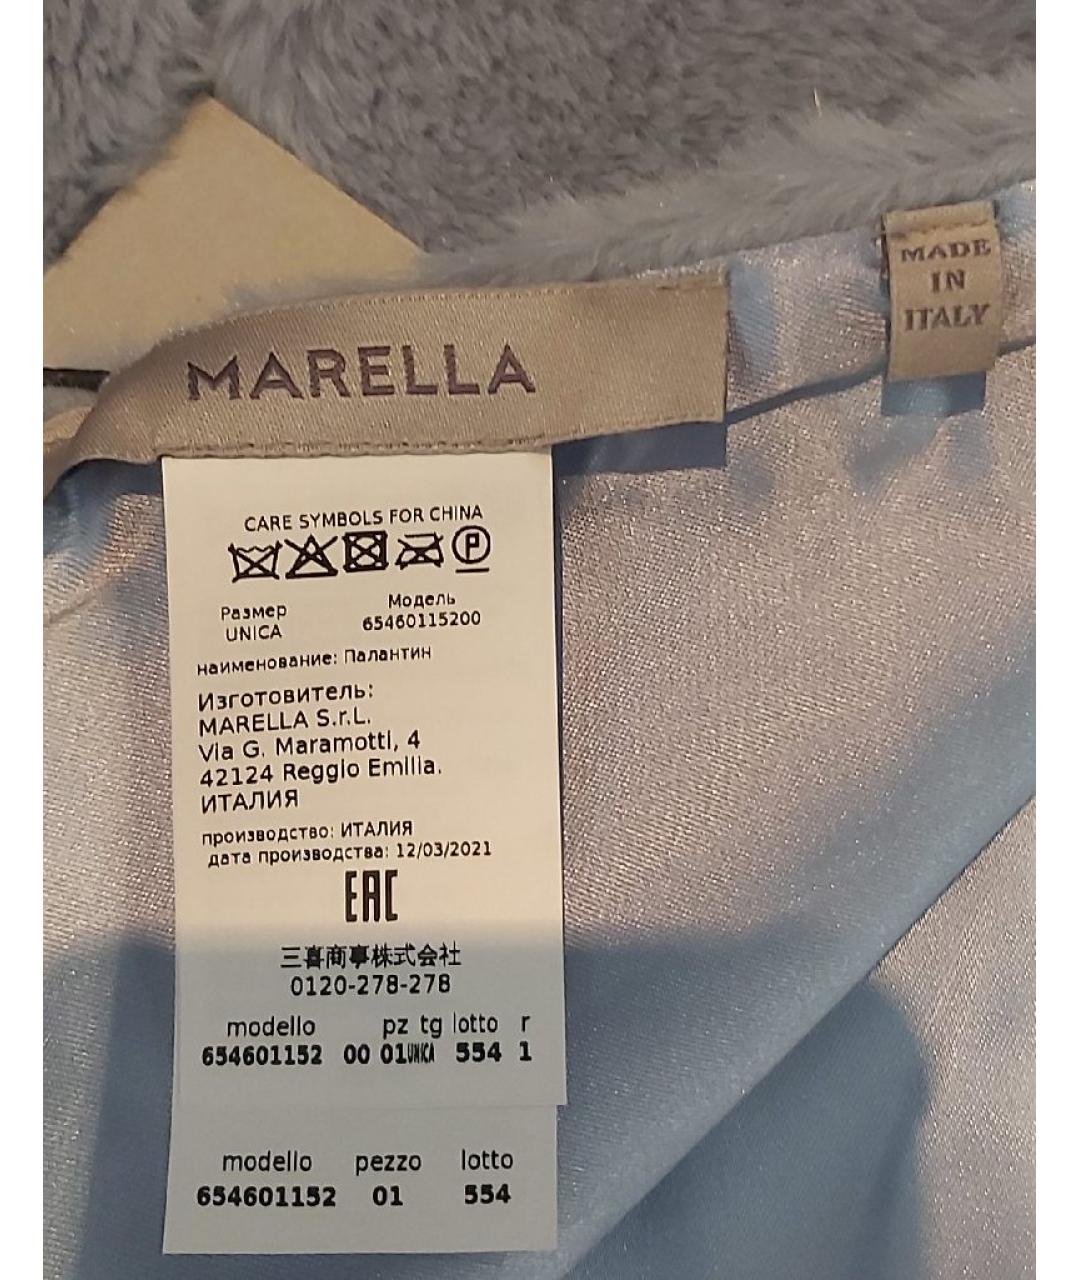 MADE
IN
ITALY
MARELLA
CARE SYMBOLS FOR CHINA
P
Размер
UNICA
Модель
65460115200
наименование: Палантин
Изготовитель:
MARELLA S.r.L.
Via G. Maramotti, 4
42124 Reggio Emilia.
ИТАЛИЯ
производство: ИТАЛИЯ
дата производства: 12/03/2021
EAC
三喜商事株式会社
0120-278-278
modello pz tg lotto r
654601152 00 01 UNICA 554 1
modello pezzo lotto
654601152 01 554